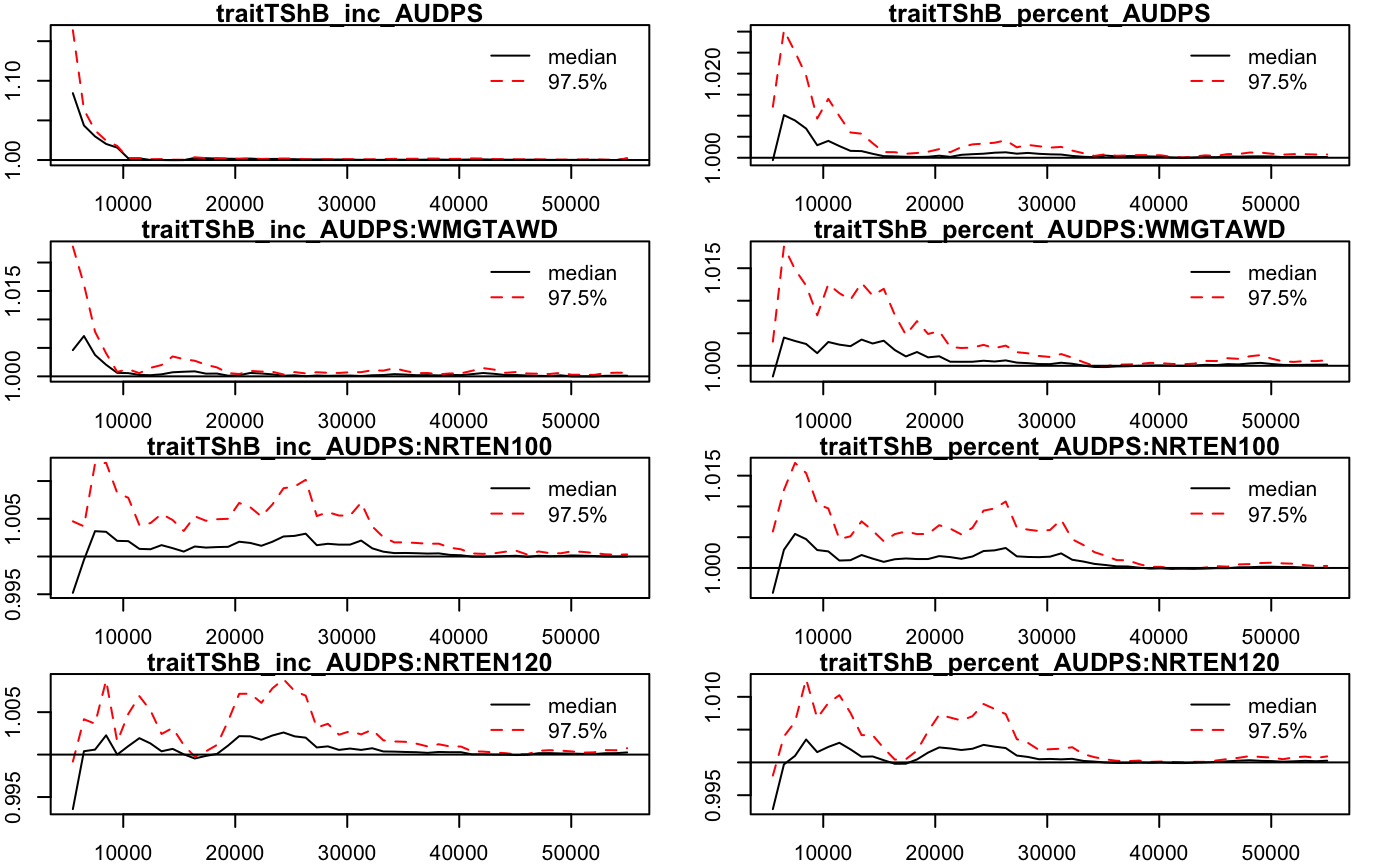 traitTShB_inc_AUDPS
1.10
1.00
median
97.5%
10000 20000 30000 40000 50000
traitTShB_percent_AUDPS
1.020
1.000
median
97.5%
10000 20000 30000 40000 50000
traitTShB_inc_AUDPS:WMGTAWD
1.015
1.000
median
97.5%
10000 20000 30000 40000 50000
traitTShB_percent_AUDPS:WMGTAWD
1.015
1.000
median
97.5%
10000 20000 30000 40000 50000
traitTShB_inc_AUDPS:NRTEN100
1.005
0.995
median
97.5%
10000 20000 30000 40000 50000
traitTShB_percent_AUDPS:NRTEN100
1.015
1.000
median
97.5%
10000 20000 30000 40000 50000
traitTShB_inc_AUDPS:NRTEN120
1.005
0.995
median
97.5%
10000 20000 30000 40000 50000
traitTShB_percent_AUDPS:NRTEN120
1.010
0.995
median
97.5%
10000 20000 30000 40000 50000